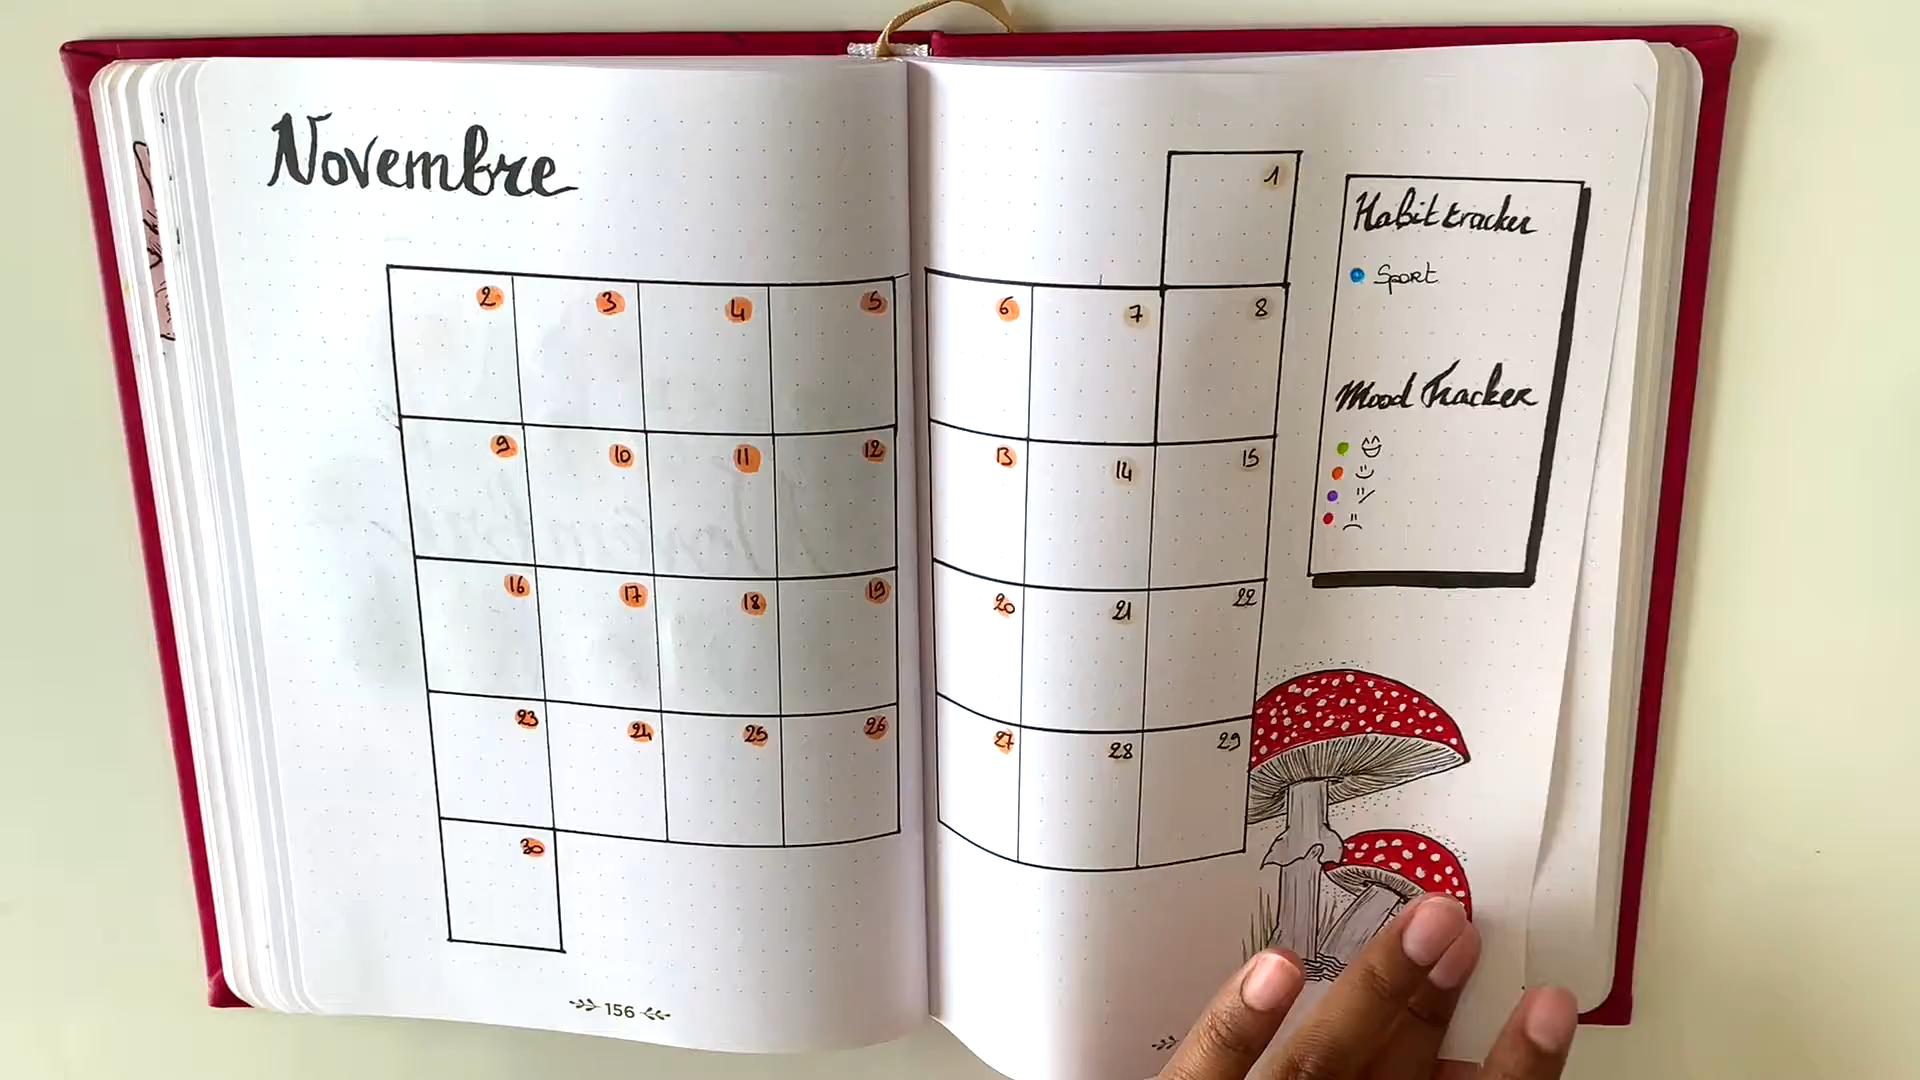 Novembre
1
2 3 4 5 6 7 8
9 10 11 12 13 14 15
16 17 18 19 20 21 22
23 24 25 26 27 28 29
30
156
Habit tracker
Sport
Mood Tracker